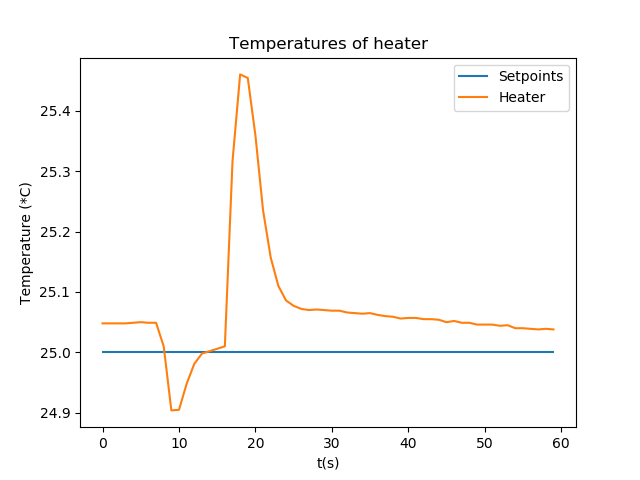 Temperatures of heater
Setpoints
Heater
Temperature (*C)
25.4
25.3
25.2
25.1
25.0
24.9
0 10 20 30 40 50 60
t(s)